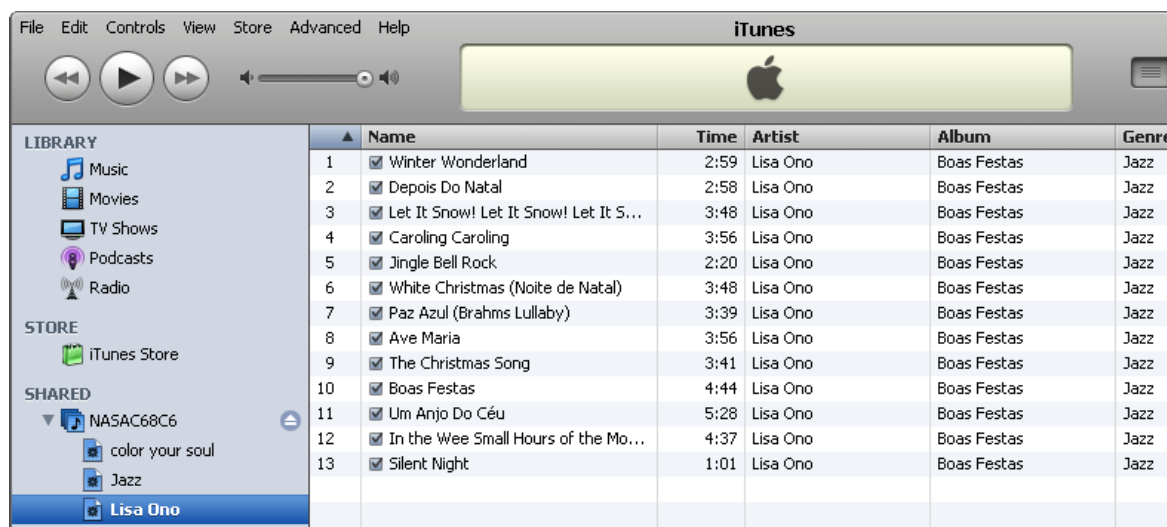 File Edit Controls View Store Advanced Help
iTunes
LIBRARY
Music
Movies
TV Shows
Podcasts
Radio
STORE
iTunes Store
SHARED
NASAC68C6
color your soul
Jazz
Lisa Ono
Name Time Artist Album Genre
1 Winter Wonderland 2:59 Lisa Ono Boas Festas Jazz
2 Depois Do Natal 2:58 Lisa Ono Boas Festas Jazz
3 Let It Snow! Let It Snow! Let It S... 3:48 Lisa Ono Boas Festas Jazz
4 Caroling Caroling 3:56 Lisa Ono Boas Festas Jazz
5 Jingle Bell Rock 2:20 Lisa Ono Boas Festas Jazz
6 White Christmas (Noite de Natal) 3:48 Lisa Ono Boas Festas Jazz
7 Paz Azul (Brahms Lullaby) 3:39 Lisa Ono Boas Festas Jazz
8 Ave Maria 3:56 Lisa Ono Boas Festas Jazz
9 The Christmas Song 3:41 Lisa Ono Boas Festas Jazz
10 Boas Festas 4:44 Lisa Ono Boas Festas Jazz
11 Um Anjo Do Céu 5:28 Lisa Ono Boas Festas Jazz
12 In the Wee Small Hours of the Mo... 4:37 Lisa Ono Boas Festas Jazz
13 Silent Night 1:01 Lisa Ono Boas Festas Jazz